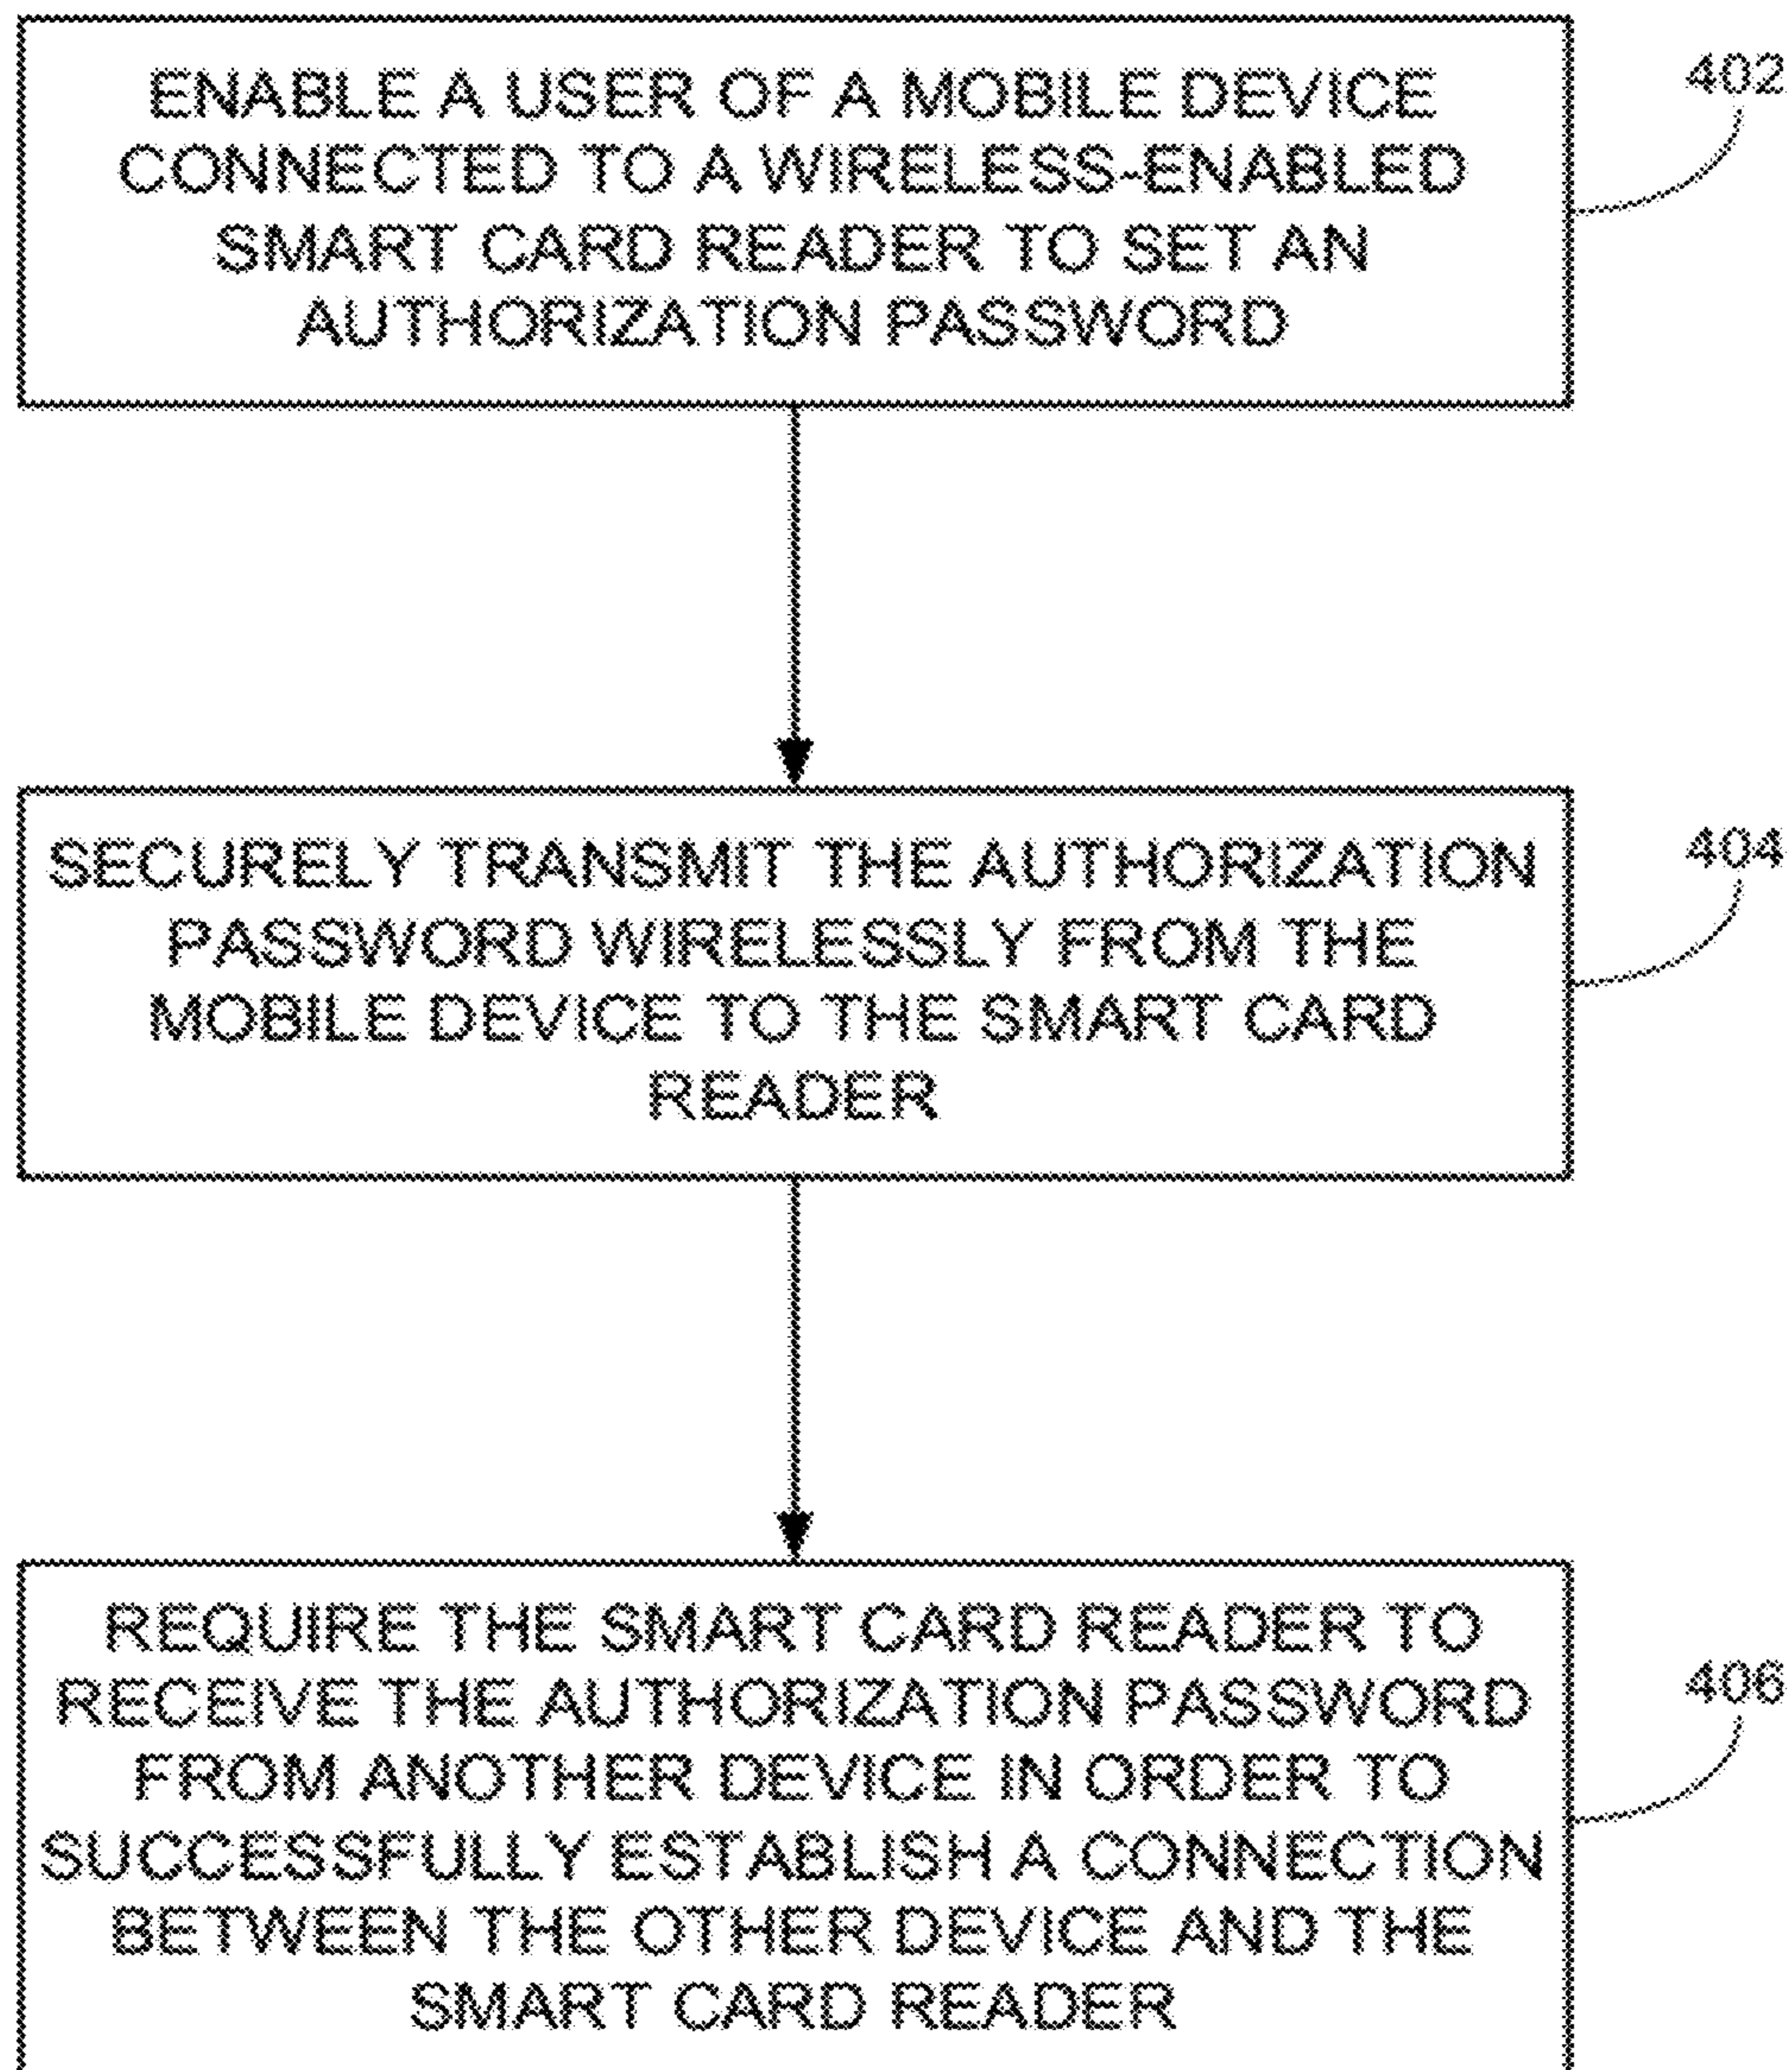 ENABLE A USER OF A MOBILE DEVICE
CONNECTED TO A WIRELESS-ENABLED
SMART CARD READER TO SET AN
AUTHORIZATION PASSWORD
402
SECURELY TRANSMIT THE AUTHORIZATION
PASSWORD WIRELESSLY FROM THE
MOBILE DEVICE TO THE SMART CARD
READER
404
REQUIRE THE SMART CARD READER TO
RECEIVE THE AUTHORIZATION PASSWORD
FROM ANOTHER DEVICE IN ORDER TO
SUCCESSFULLY ESTABLISH A CONNECTION
BETWEEN THE OTHER DEVICE AND THE
SMART CARD READER
406